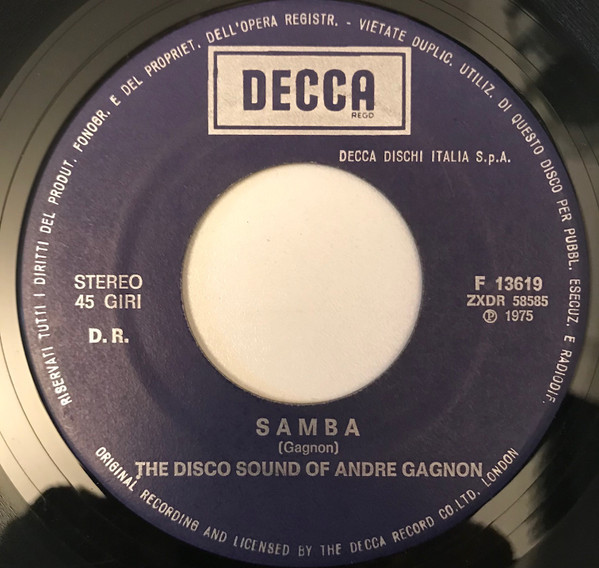 RISERVATI TUTTI I DIRITTI DEL PRODUT. FONOGR. E DEL PROPRIET. DELL'OPERA REGISTR. - VIETATE DUPLIC. UTILIZ. DI QUESTO DISCO PER PUBBL. ESECUZ. E RADIODIF.
DECCA
REGD
DECCA DISCHI ITALIA S.p.A.
STEREO
45 GIRI
D.R.
F 13619
ZXDR 58585
Ⓟ 1975
SAMBA
(Gagnon)
THE DISCO SOUND OF ANDRE GAGNON
ORIGINAL RECORDING AND LICENSED BY THE DECCA RECORD CO.LTD. LONDON